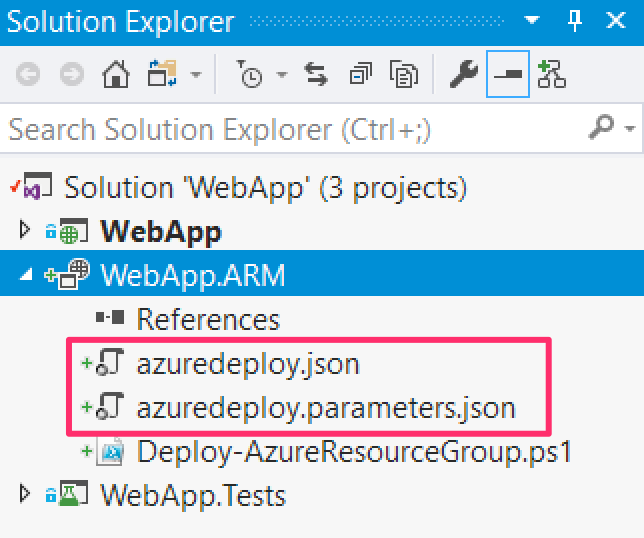 Solution Explorer
Search Solution Explorer (Ctrl+;)
Solution 'WebApp' (3 projects)
WebApp
WebApp.ARM
References
azuredeploy.json
azuredeploy.parameters.json
Deploy-AzureResourceGroup.ps1
WebApp.Tests